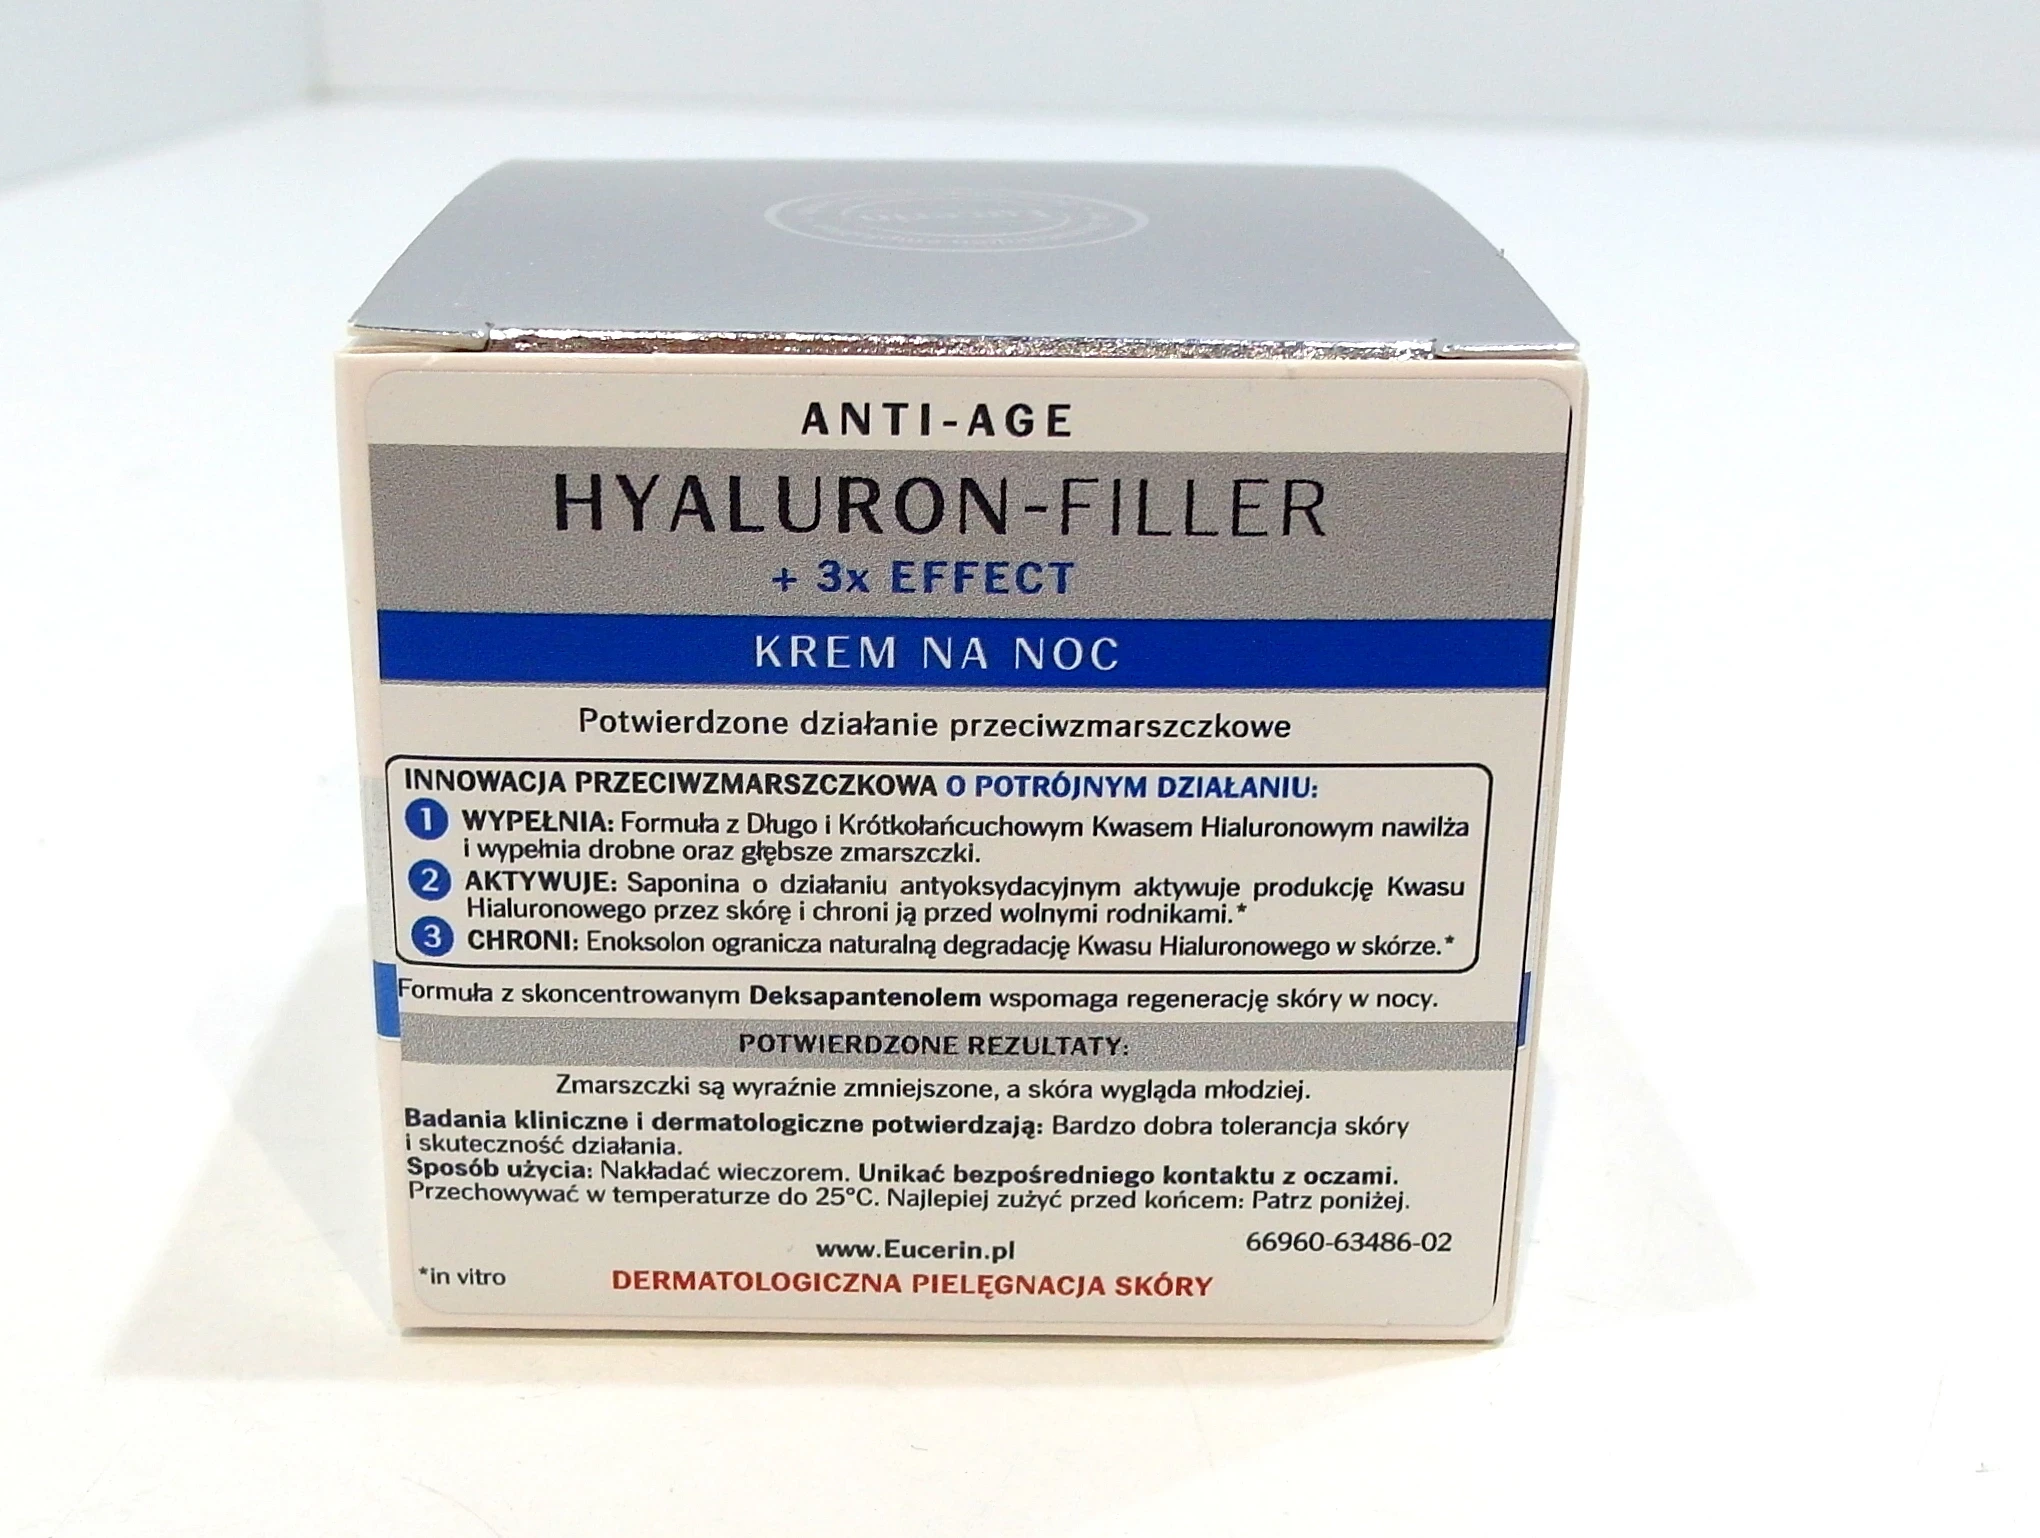 Eucerin
ANTI-AGE
HYALURON-FILLER
+ 3x EFFECT
KREM NA NOC
Potwierdzone działanie przeciwzmarszczkowe
INNOWACJA PRZECIWZMARSZCZKOWA O POTRÓJNYM DZIAŁANIU:
1 WYPEŁNIA: Formuła z Długo i Krótkołańcuchowym Kwasem Hialuronowym nawilża
i wypełnia drobne oraz głębsze zmarszczki.
2 AKTYWUJE: Saponina o działaniu antyoksydacyjnym aktywuje produkcję Kwasu
Hialuronowego przez skórę i chroni ją przed wolnymi rodnikami.*
3 CHRONI: Enoksolon ogranicza naturalną degradację Kwasu Hialuronowego w skórze.*
Formuła z skoncentrowanym Deksapantenolem wspomaga regenerację skóry w nocy.
POTWIERDZONE REZULTATY:
Zmarszczki są wyraźnie zmniejszone, a skóra wygląda młodziej.
Badania kliniczne i dermatologiczne potwierdzają: Bardzo dobra tolerancja skóry
i skuteczność działania.
Sposób użycia: Nakładać wieczorem. Unikać bezpośredniego kontaktu z oczami.
Przechowywać w temperaturze do 25°C. Najlepiej zużyć przed końcem: Patrz poniżej.
66960-63486-02
www.Eucerin.pl
*in vitro
DERMATOLOGICZNA PIELĘGNACJA SKÓRY